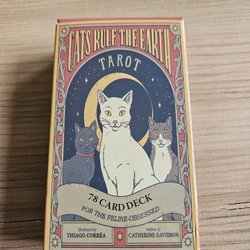 CATS RULE THE EARTH
TAROT
78 CARD DECK
FOR THE FELINE-OBSESSED
illustrated by
THIAGO CORRÊA
written by
CATHERINE DAVIDSON